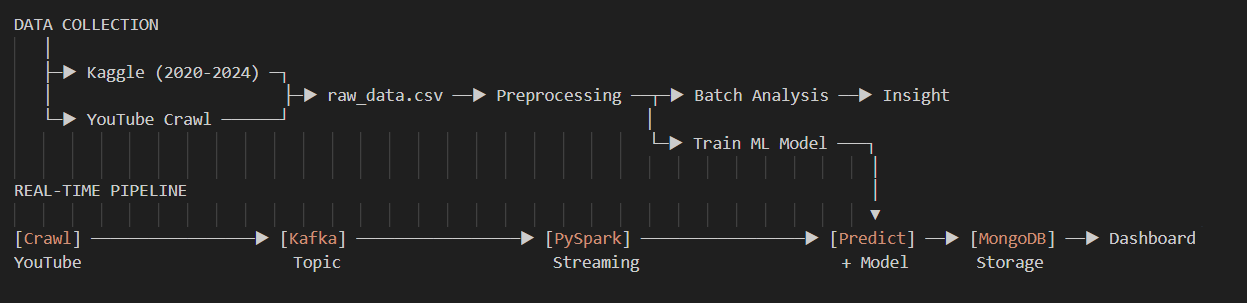 DATA COLLECTION
Kaggle (2020-2024)
raw_data.csv Preprocessing Batch Analysis Insight
YouTube Crawl
Train ML Model
REAL-TIME PIPELINE
[Crawl] [Kafka] [PySpark] [Predict] [MongoDB] Dashboard
YouTube Topic Streaming + Model Storage